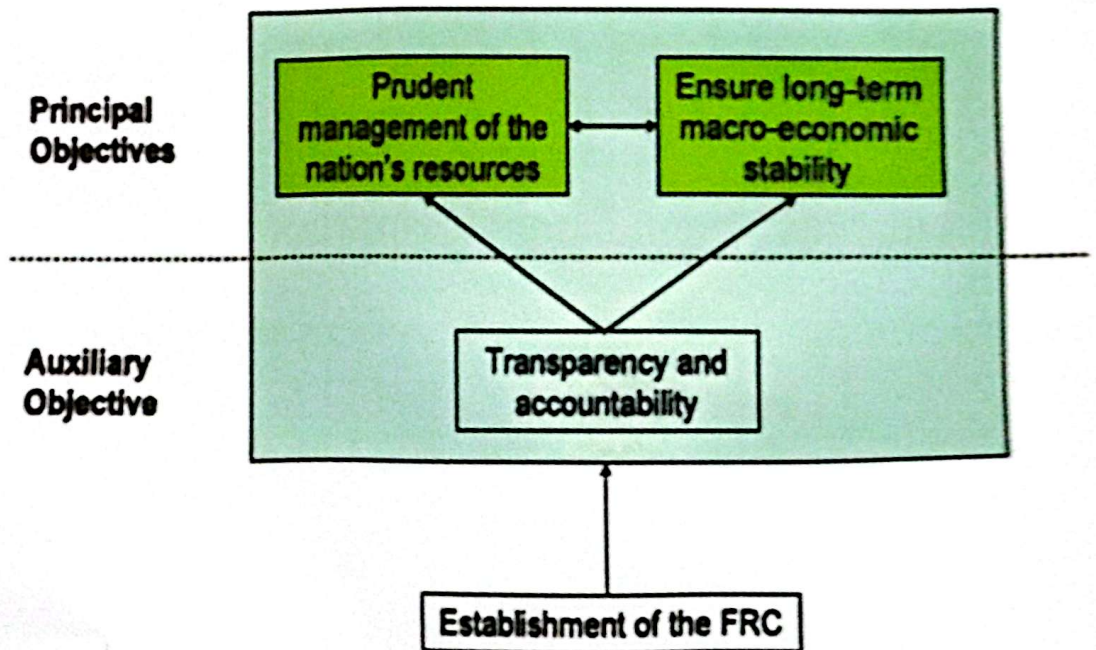 Principal
Objectives
Prudent
management of the
nation's resources
Ensure long-term
macro-economic
stability
Auxiliary
Objective
Transparency and
accountability
Establishment of the FRC